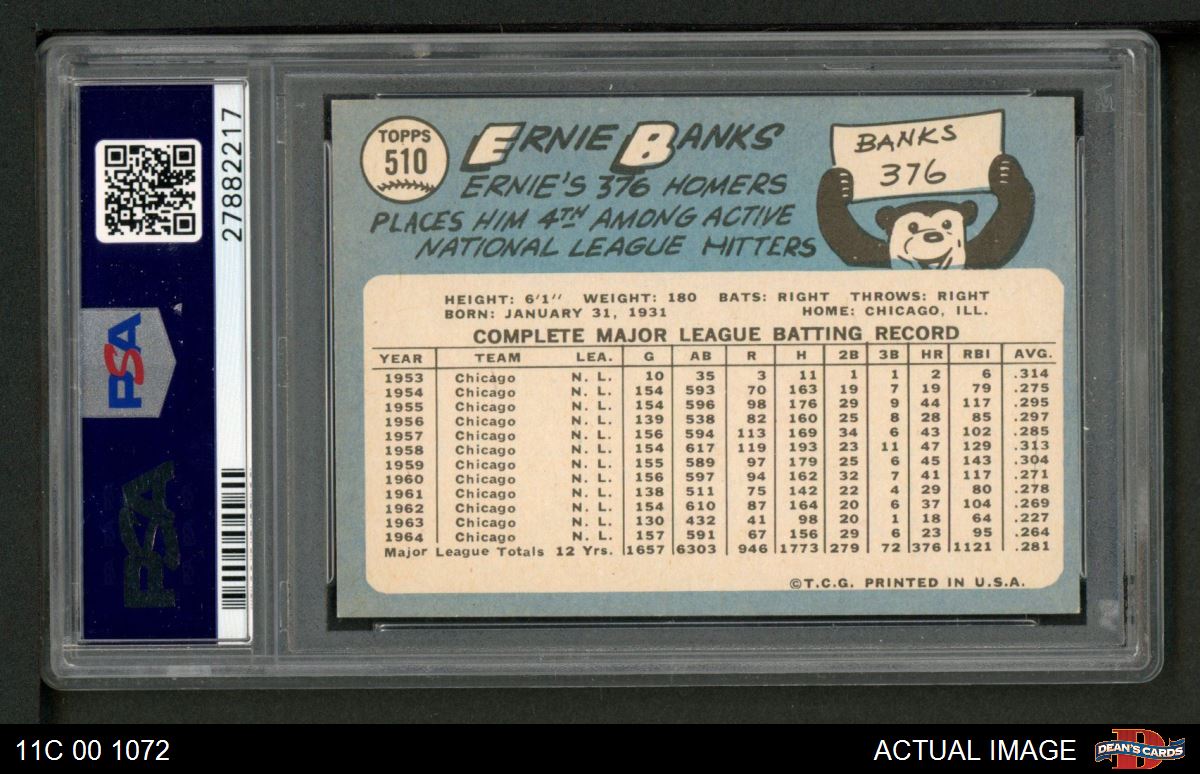 27882217
PSA
PSA
TOPPS
510
ERNIE BANKS
ERNIE'S 376 HOMERS
PLACES HIM 4TH AMONG ACTIVE
NATIONAL LEAGUE HITTERS
BANKS
376
HEIGHT: 6'1" WEIGHT: 180 BATS: RIGHT THROWS: RIGHT
BORN: JANUARY 31, 1931 HOME: CHICAGO, ILL.
COMPLETE MAJOR LEAGUE BATTING RECORD
YEAR TEAM LEA. G AB R H 2B 3B HR RBI AVG.
1953 Chicago N. L. 10 35 3 11 1 1 2 6 .314
1954 Chicago N. L. 154 593 70 163 19 7 19 79 .275
1955 Chicago N. L. 154 596 98 176 29 9 44 117 .295
1956 Chicago N. L. 139 538 82 160 25 8 28 85 .297
1957 Chicago N. L. 156 594 113 169 34 6 43 102 .285
1958 Chicago N. L. 154 617 119 193 23 11 47 129 .313
1959 Chicago N. L. 155 589 97 179 25 6 45 143 .304
1960 Chicago N. L. 156 597 94 162 32 7 41 117 .271
1961 Chicago N. L. 138 511 75 142 22 4 29 80 .278
1962 Chicago N. L. 154 610 87 164 20 6 37 104 .269
1963 Chicago N. L. 130 432 41 98 20 1 18 64 .227
1964 Chicago N. L. 157 591 67 156 29 6 23 95 .264
Major League Totals 12 Yrs. 1657 6303 946 1773 279 72 376 1121 .281
©T.C.G. PRINTED IN U.S.A.
11C 00 1072
ACTUAL IMAGE
DEAN'S CARDS